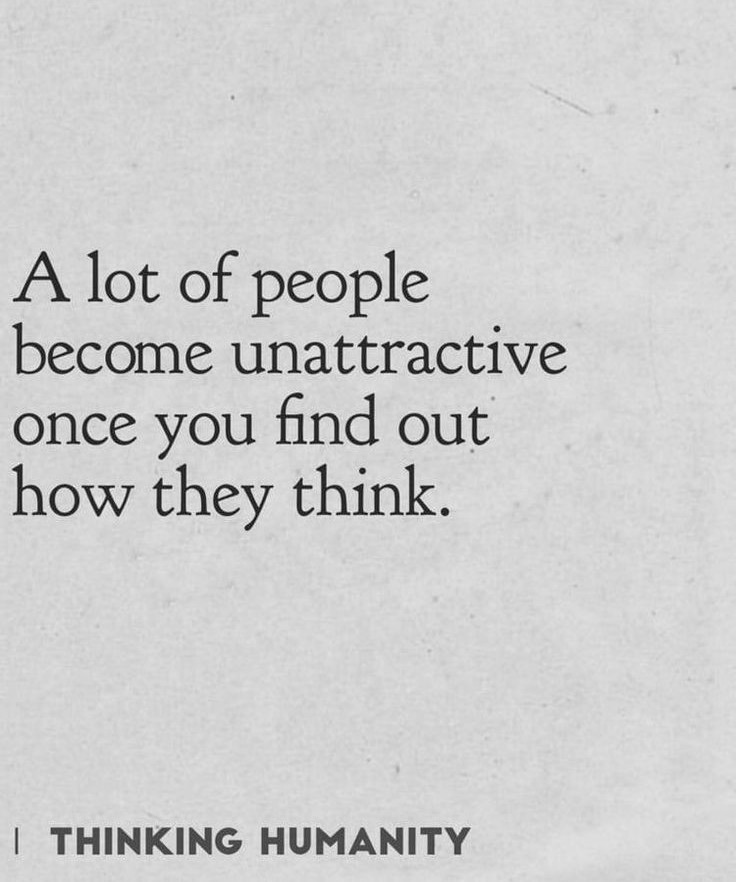 A lot of people
become unattractive
once you find out
how they think.
| THINKING HUMANITY